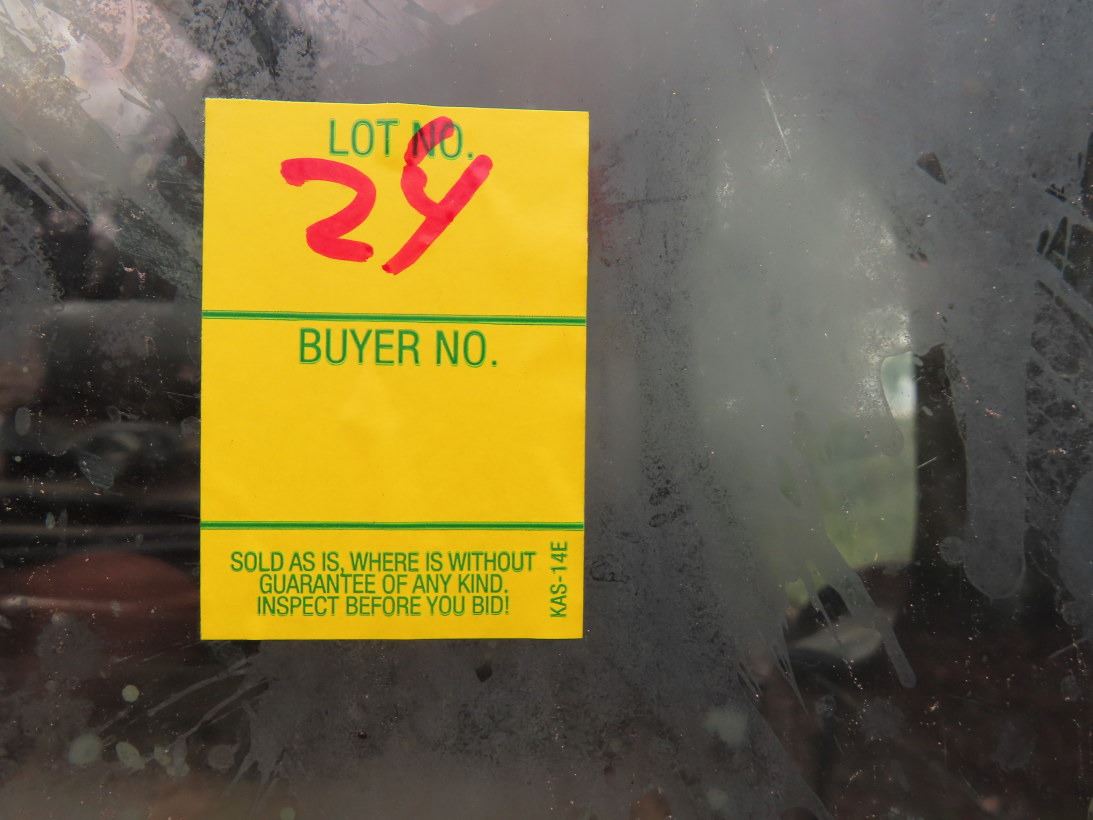 LOT NO.
24
BUYER NO.
SOLD AS IS, WHERE IS WITHOUT
GUARANTEE OF ANY KIND.
INSPECT BEFORE YOU BID!
KAS-14E